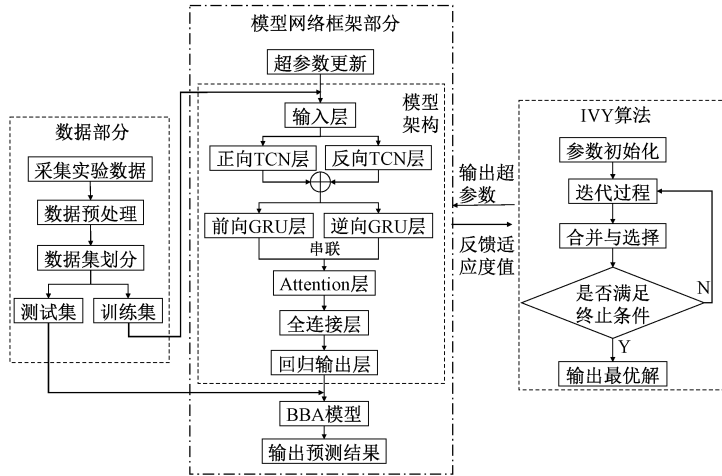 模型网络框架部分
超参数更新
模型
架构
输入层
正向TCN层
反向TCN层
前向GRU层
逆向GRU层
串联
Attention层
全连接层
回归输出层
BBA模型
输出预测结果
数据部分
采集实验数据
数据预处理
数据集划分
测试集
训练集
输出超
参数
反馈适
应度值
IVY算法
参数初始化
迭代过程
合并与选择
是否满足
终止条件
N
Y
输出最优解